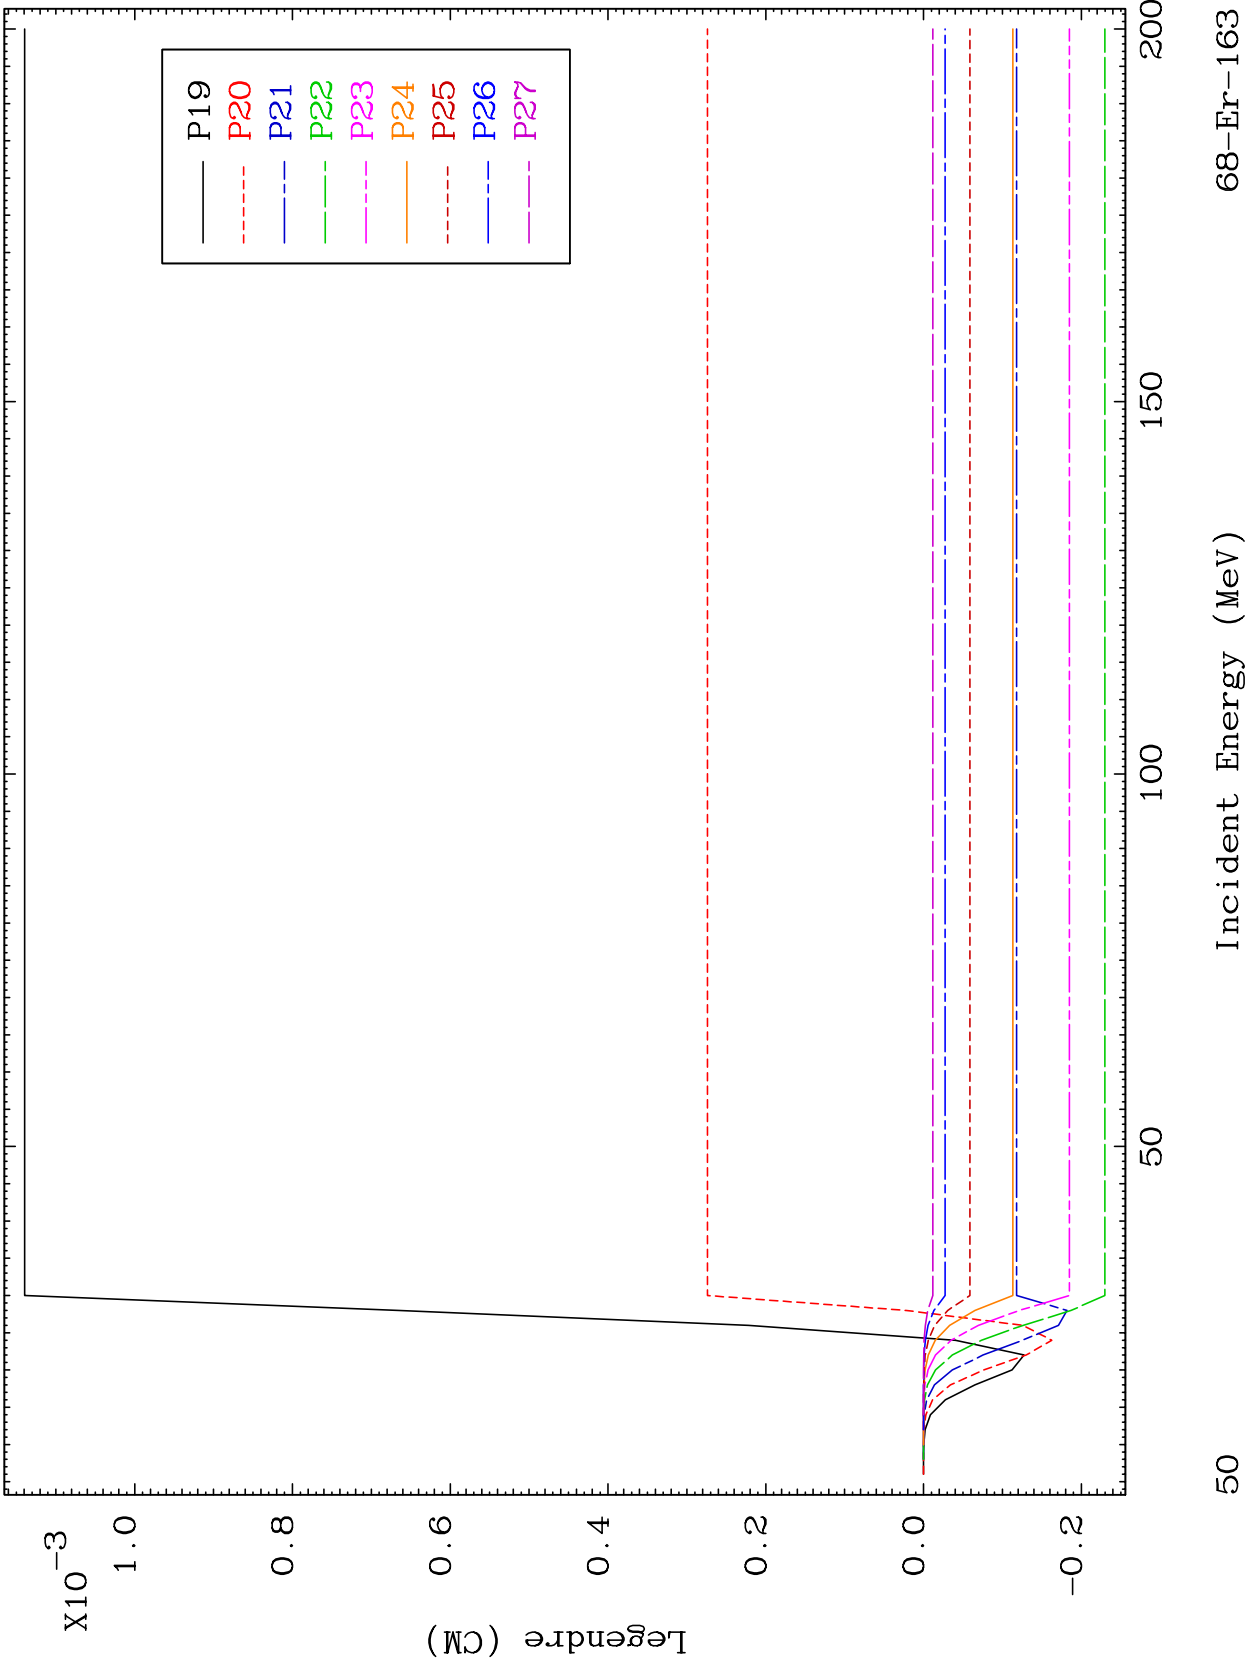 X10−3
1.0
0.8
0.6
0.4
0.2
0.0
−0.2
Legendre (CM)
P19
P20
P21
P22
P23
P24
P25
P26
P27
50
100
150
200
Incident Energy (MeV)
50
68−Er−163